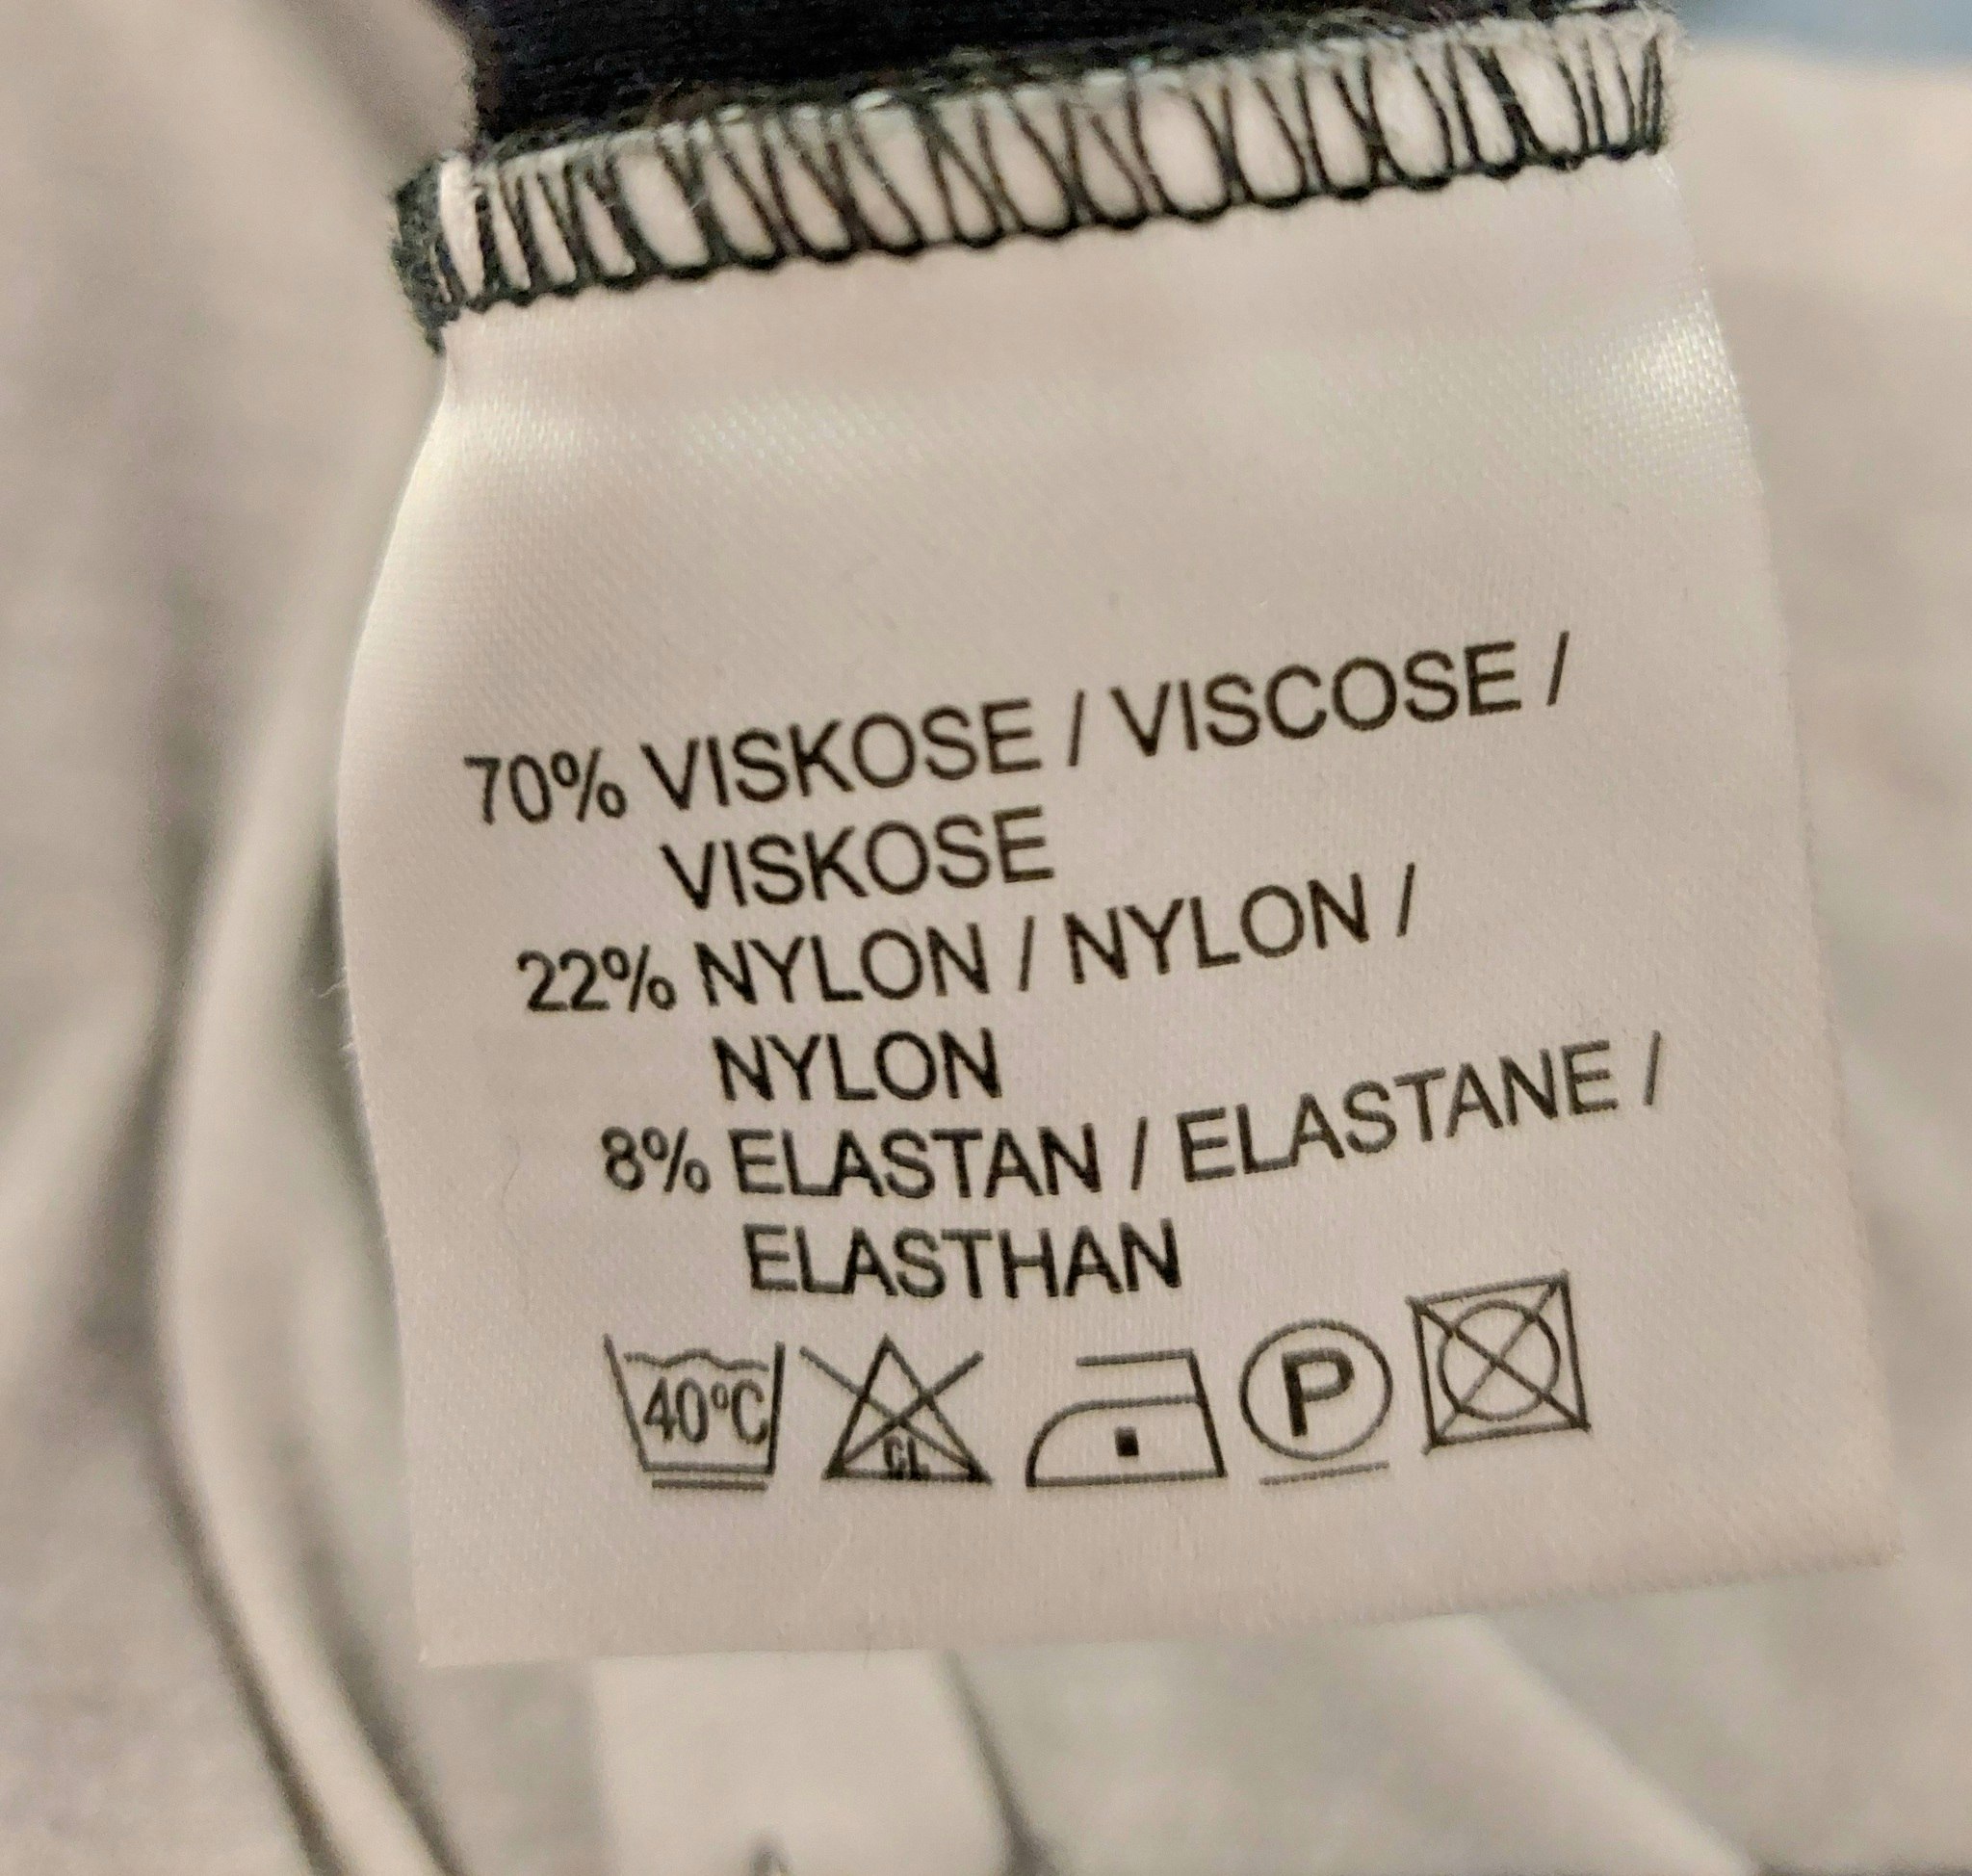 70% VISKOSE / VISCOSE /
VISKOSE
22% NYLON / NYLON /
NYLON
8% ELASTAN / ELASTANE /
ELASTHAN
40°C CL P